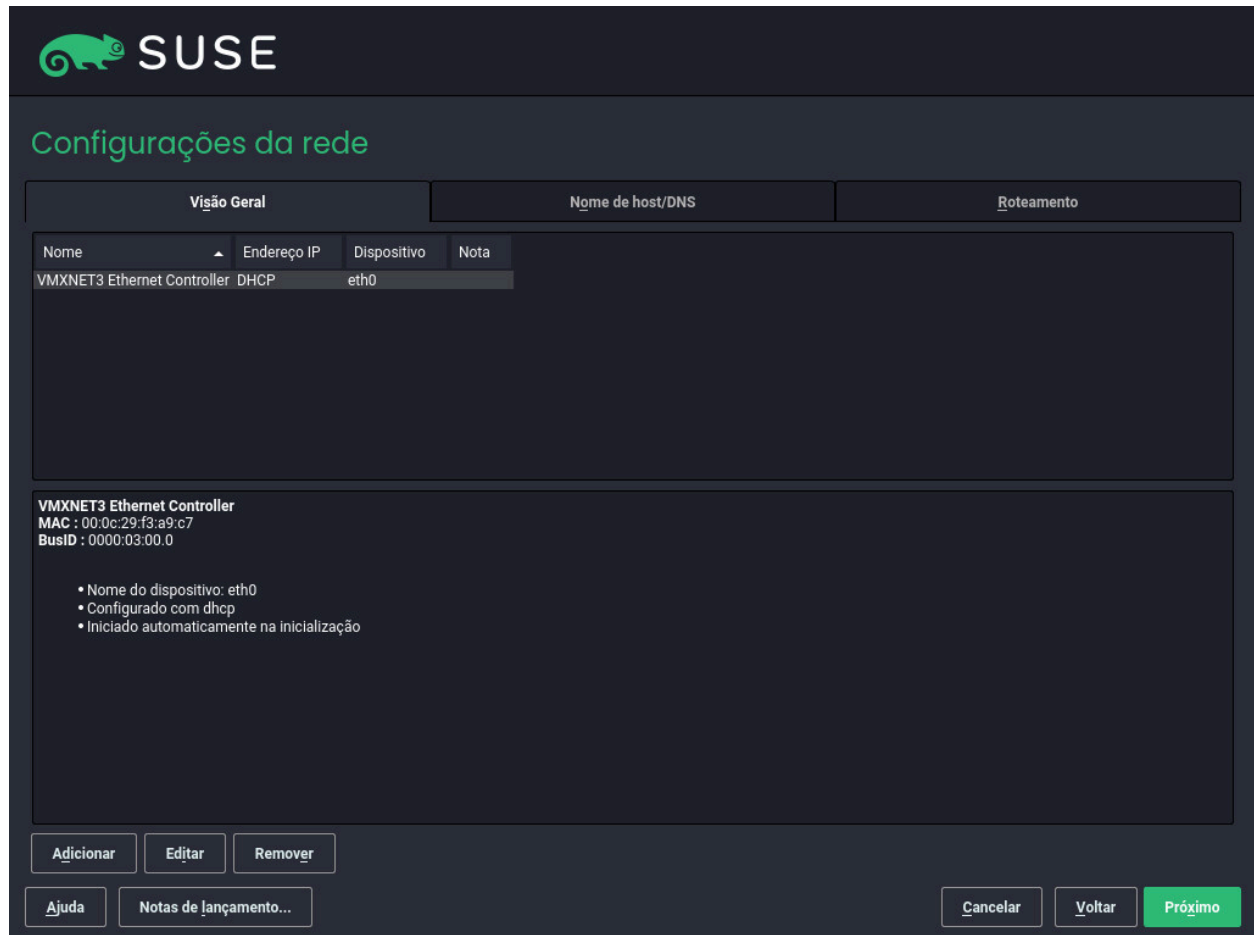 SUSE
Configurações da rede
Visão Geral
Nome de host/DNS
Roteamento
Nome Endereço IP Dispositivo Nota
VMXNET3 Ethernet Controller DHCP eth0
VMXNET3 Ethernet Controller
MAC : 00:0c:29:f3:a9:c7
BusID : 0000:03:00.0
• Nome do dispositivo: eth0
• Configurado com dhcp
• Iniciado automaticamente na inicialização
Adicionar Editar Remover
Ajuda Notas de lançamento... Cancelar Voltar Próximo